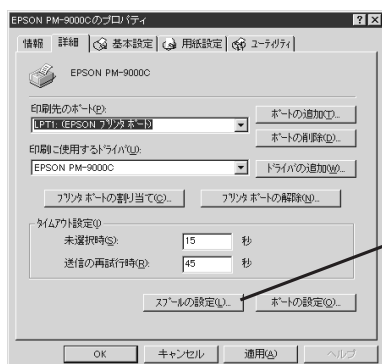 EPSON PM-9000Cのプロパティ
情報 詳細 基本設定 用紙設定 ユーティリティ
EPSON PM-9000C
印刷先のポート(P):
LPT1: (EPSON プリンタ ポート)
ポートの追加(T)...
ポートの削除(D)...
印刷に使用するドライバ(U):
EPSON PM-9000C
ドライバの追加(W)...
プリンタ ポートの割り当て(C)...
プリンタ ポートの解除(N)...
タイムアウト設定(I)
未選択時(S): 15 秒
送信の再試行時(R): 45 秒
スプールの設定(L)...
ポートの設定(O)...
OK キャンセル 適用(A) ヘルプ